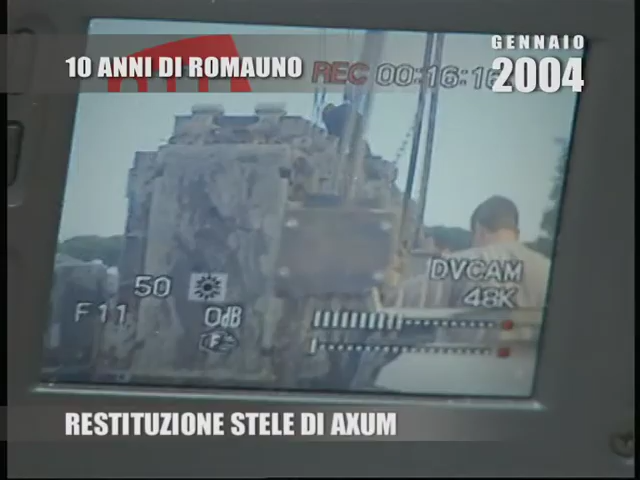 GENNAIO
10 ANNI DI ROMAUNO
2004
REC 00:16:16
DVCAM
50
48K
F11
0dB
RESTITUZIONE STELE DI AXUM